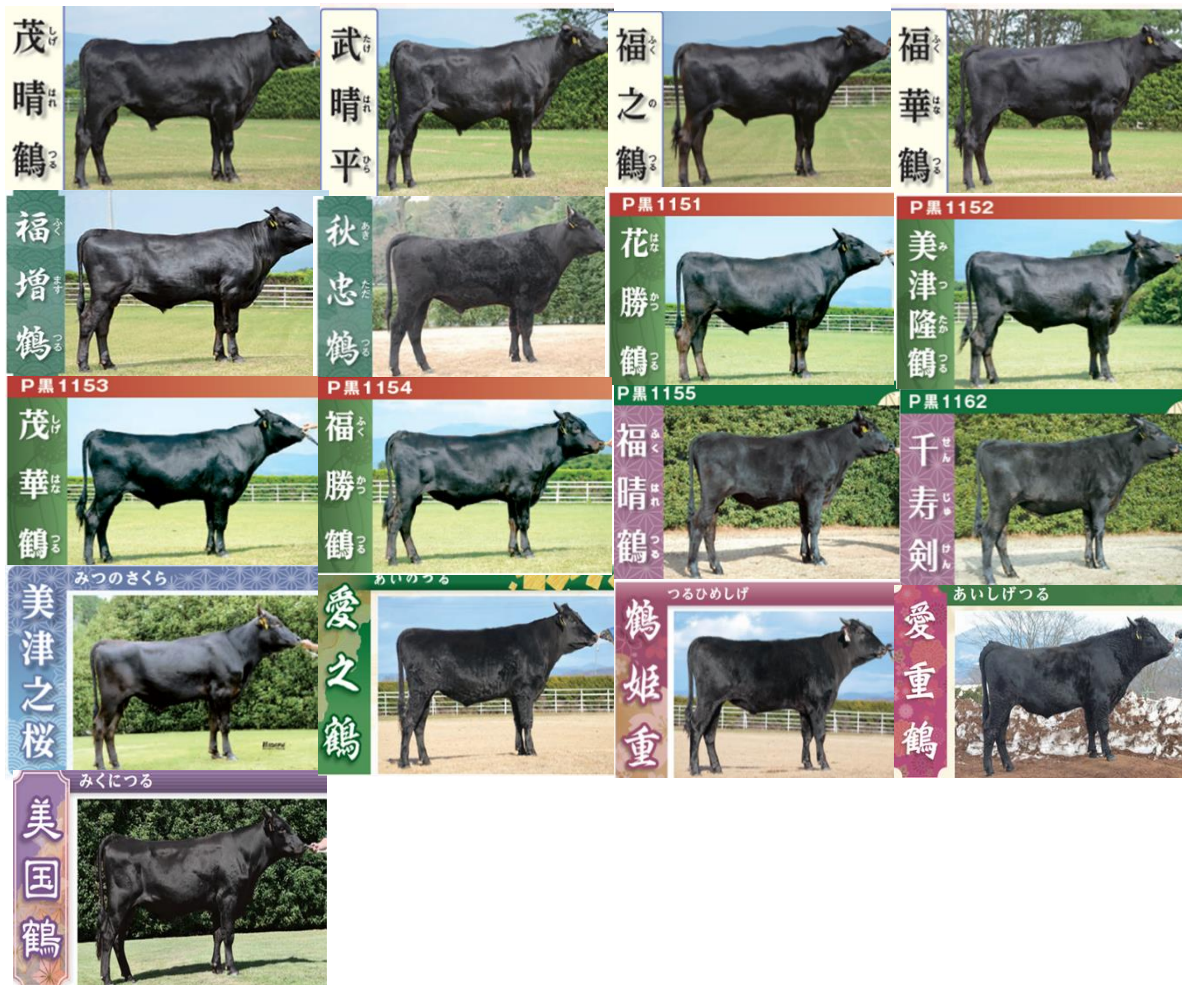 茂晴鶴
しげはれつる
武晴平
たけはれひら
福之鶴
ふくのつる
福華鶴
ふくはなつる
福増鶴
ふくますつる
秋忠鶴
あきただつる
P黒1151
花勝鶴
はなかつつる
P黒1152
美津隆鶴
みつたかつる
P黒1153
茂華鶴
しげはなつる
P黒1154
福勝鶴
ふくかつつる
P黒1155
福晴鶴
ふくはれつる
P黒1162
千寿剣
せんじゅけん
みつのさくら
美津之桜
あいのつる
愛之鶴
つるひめしげ
鶴姫重
あいしげつる
愛重鶴
みくにつる
美国鶴